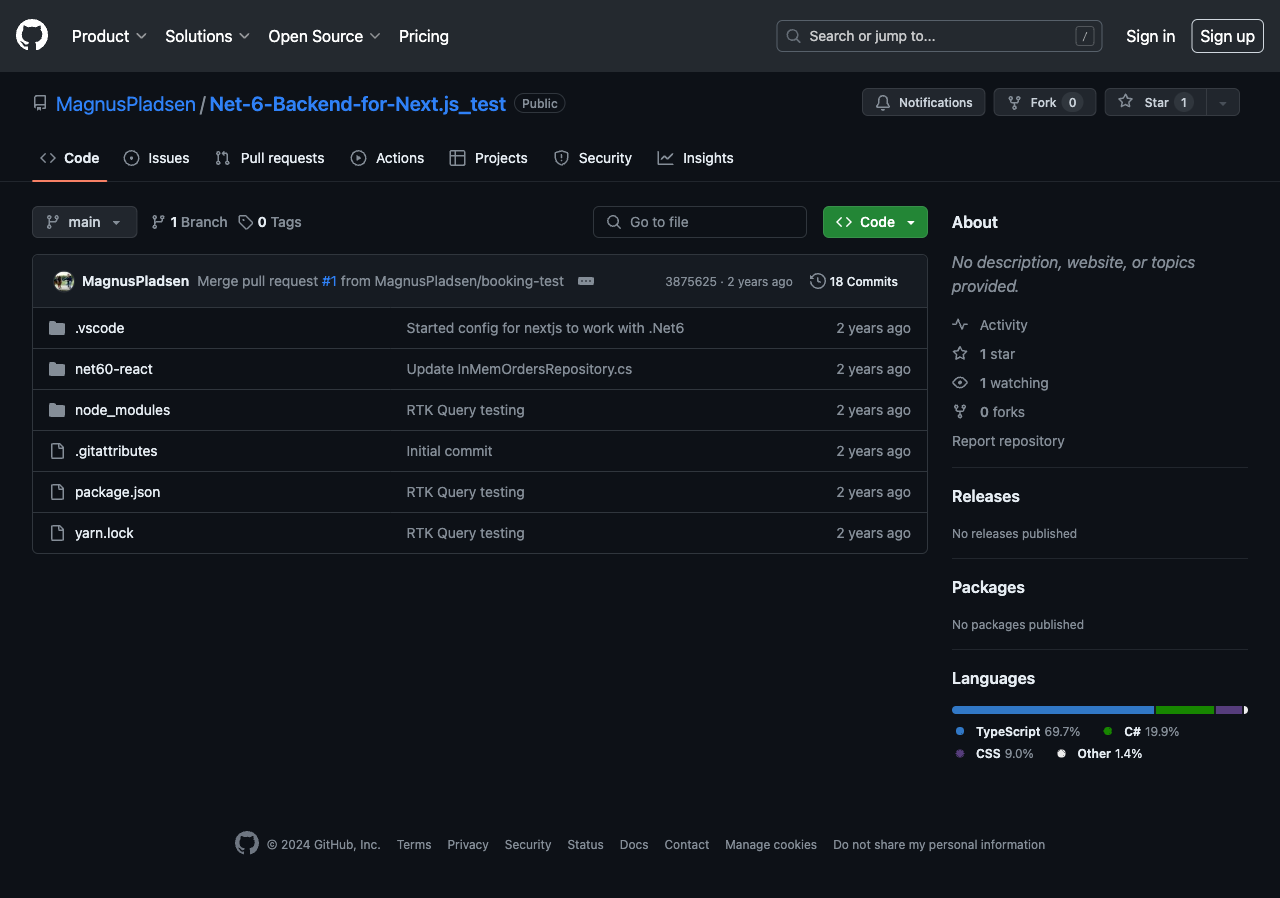 Product Solutions Open Source Pricing Search or jump to... / Sign in Sign up
MagnusPladsen / Net-6-Backend-for-Next.js_test Public Notifications Fork 0 Star 1
Code Issues Pull requests Actions Projects Security Insights
main 1 Branch 0 Tags Go to file Code
MagnusPladsen Merge pull request #1 from MagnusPladsen/booking-test 3875625 · 2 years ago 18 Commits
.vscode Started config for nextjs to work with .Net6 2 years ago
net60-react Update InMemOrdersRepository.cs 2 years ago
node_modules RTK Query testing 2 years ago
.gitattributes Initial commit 2 years ago
package.json RTK Query testing 2 years ago
yarn.lock RTK Query testing 2 years ago
About
No description, website, or topics
provided.
Activity
1 star
1 watching
0 forks
Report repository
Releases
No releases published
Packages
No packages published
Languages
TypeScript 69.7% C# 19.9%
CSS 9.0% Other 1.4%
© 2024 GitHub, Inc. Terms Privacy Security Status Docs Contact Manage cookies Do not share my personal information